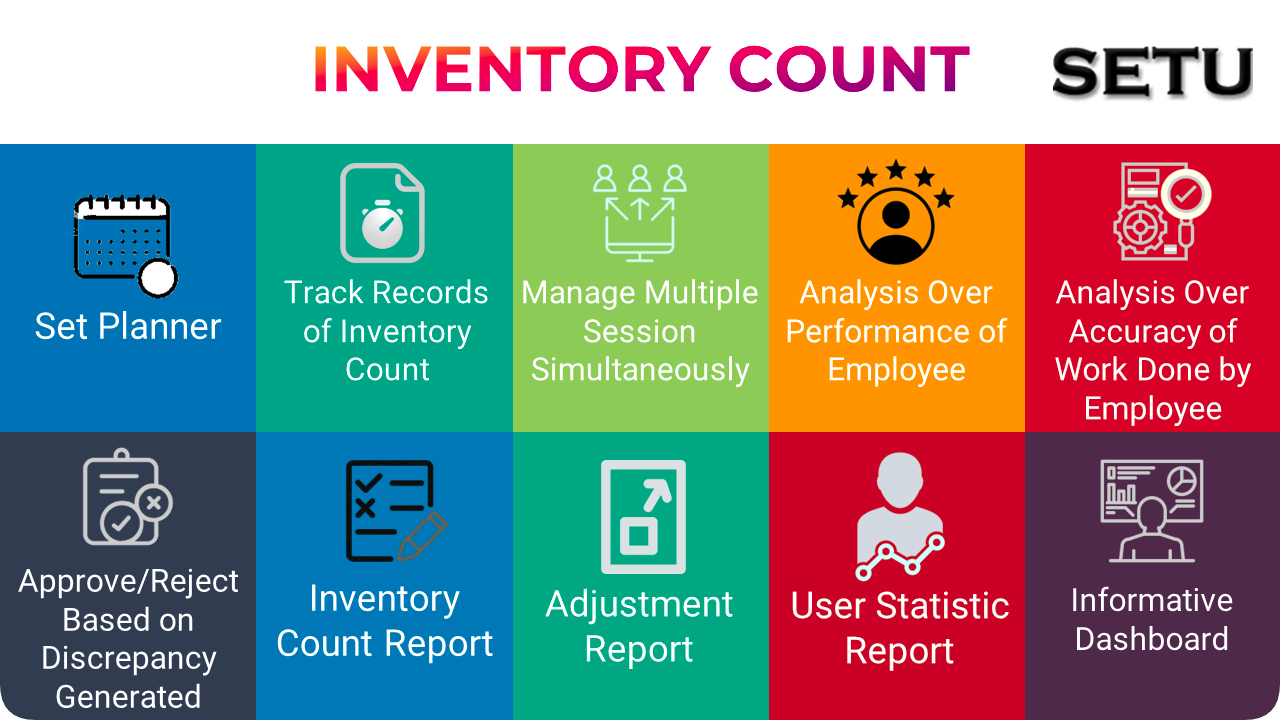 INVENTORY COUNT
SETU
Set Planner
Track Records
of Inventory
Count
Manage Multiple
Session
Simultaneously
Analysis Over
Performance of
Employee
Analysis Over
Accuracy of
Work Done by
Employee
Approve/Reject
Based on
Discrepancy
Generated
Inventory
Count Report
Adjustment
Report
User Statistic
Report
Informative
Dashboard